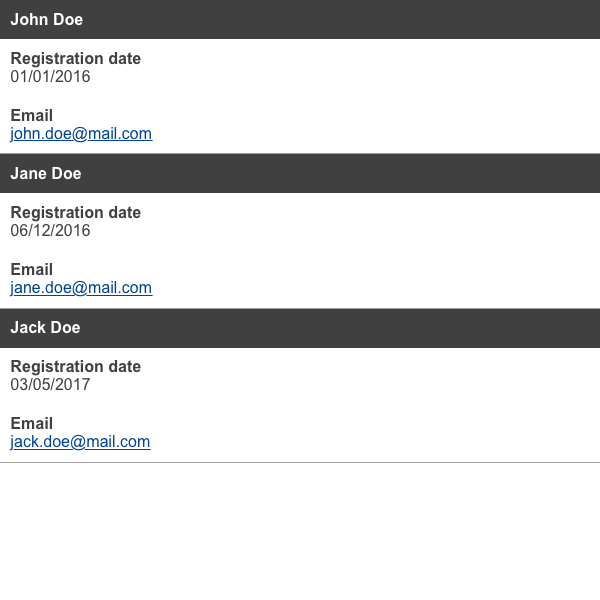 John Doe
Registration date
01/01/2016
Email
john.doe@mail.com
Jane Doe
Registration date
06/12/2016
Email
jane.doe@mail.com
Jack Doe
Registration date
03/05/2017
Email
jack.doe@mail.com